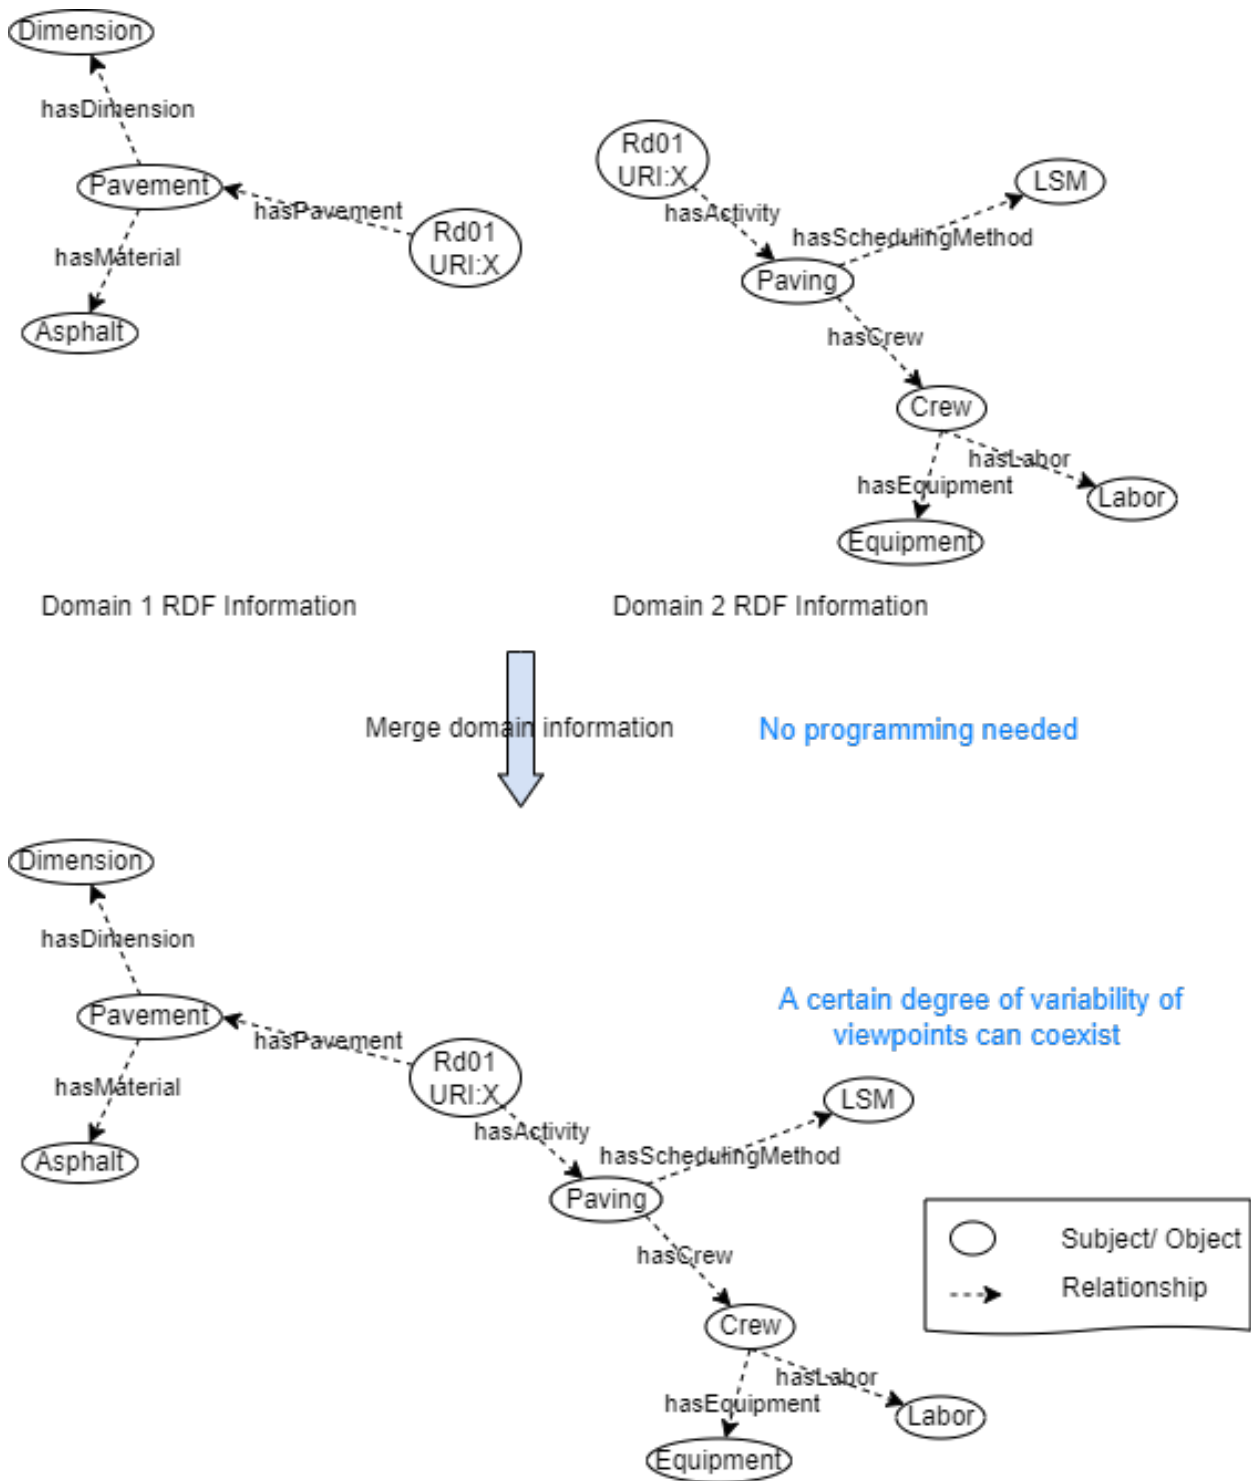 Dimension
hasDimension
Pavement
hasPavement
Rd01
URI:X
hasMaterial
Asphalt
Rd01
URI:X
hasActivity
LSM
hasSchedulingMethod
Paving
hasCrew
Crew
hasLabor
hasEquipment
Labor
Equipment
Domain 1 RDF Information
Domain 2 RDF Information
Merge domain information
No programming needed
Dimension
hasDimension
Pavement
hasPavement
Rd01
URI:X
hasMaterial
Asphalt
A certain degree of variability of
viewpoints can coexist
LSM
hasActivity
hasSchedulingMethod
Paving
hasCrew
Crew
hasLabor
hasEquipment
Labor
Equipment
Subject/ Object
Relationship